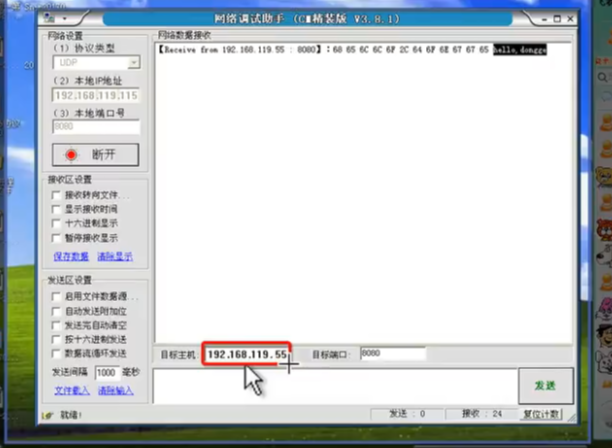 网络调试助手 (C■精装版 V3.8.1)
网络设置
(1) 协议类型
UDP
(2) 本地IP地址
192.168.119.115
(3) 本地端口号
8080
断开
接收区设置
接收转向文件...
显示接收时间
十六进制显示
暂停接收显示
保存数据 清除显示
发送区设置
启用文件数据源...
自动发送附加位
发送完自动清空
按十六进制发送
数据流循环发送
发送间隔 1000 毫秒
文件载入 清除输入
网络数据接收
【Receive from 192.168.119.55 : 8080】:68 65 6C 6C 6F 2C 64 6F 6E 67 67 65 hello,dongge
目标主机: 192.168.119.55 目标端口: 8080
发送
就绪! 发送 : 0 接收 : 24 复位计数